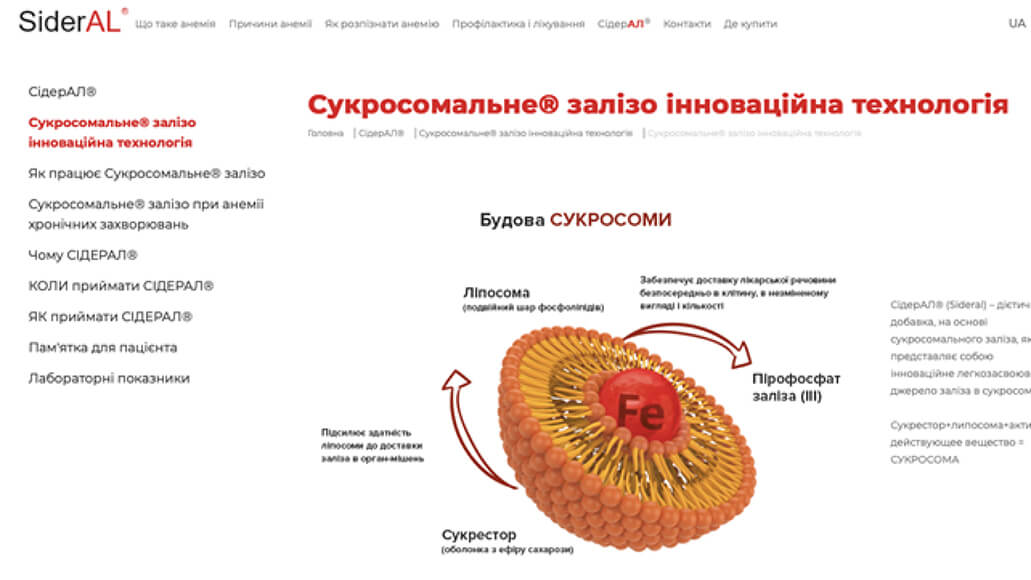 SiderAL®
Що таке анемія Причини анемії Як розпізнати анемію Профілактика і лікування СідерАЛ® Контакти Де купити
UA
СідерАЛ®
Сукросомальне® залізо
інноваційна технологія
Як працює Сукросомальне® залізо
Сукросомальне® залізо при анемії
хронічних захворювань
Чому СІДЕРАЛ®
КОЛИ приймати СІДЕРАЛ®
ЯК приймати СІДЕРАЛ®
Пам'ятка для пацієнта
Лабораторні показники
Сукросомальне® залізо інноваційна технологія
Головна | СідерАЛ® | Сукросомальне® залізо інноваційна технологія | Сукросомальне® залізо інноваційна технологія
Будова СУКРОСОМИ
Ліпосома
(подвійний шар фосфоліпідів)
Забезпечує доставку лікарської речовини
безпосередньо в клітину, в незміненому
вигляді і кількості
Fe
Пірофосфат
заліза (III)
Підсилює здатність
ліпосоми до доставки
заліза в орган-мішень
Сукрестор
(оболонка з ефіру сахарози)
СідерАЛ® (Sideral) – дієтич
добавка, на основі
сукросомального заліза, як
представляє собою
інноваційне легкозасвоюв
джерело заліза в сукросом
Сукрестор+липосома+акти
действующее вещество =
СУКРОСОМА